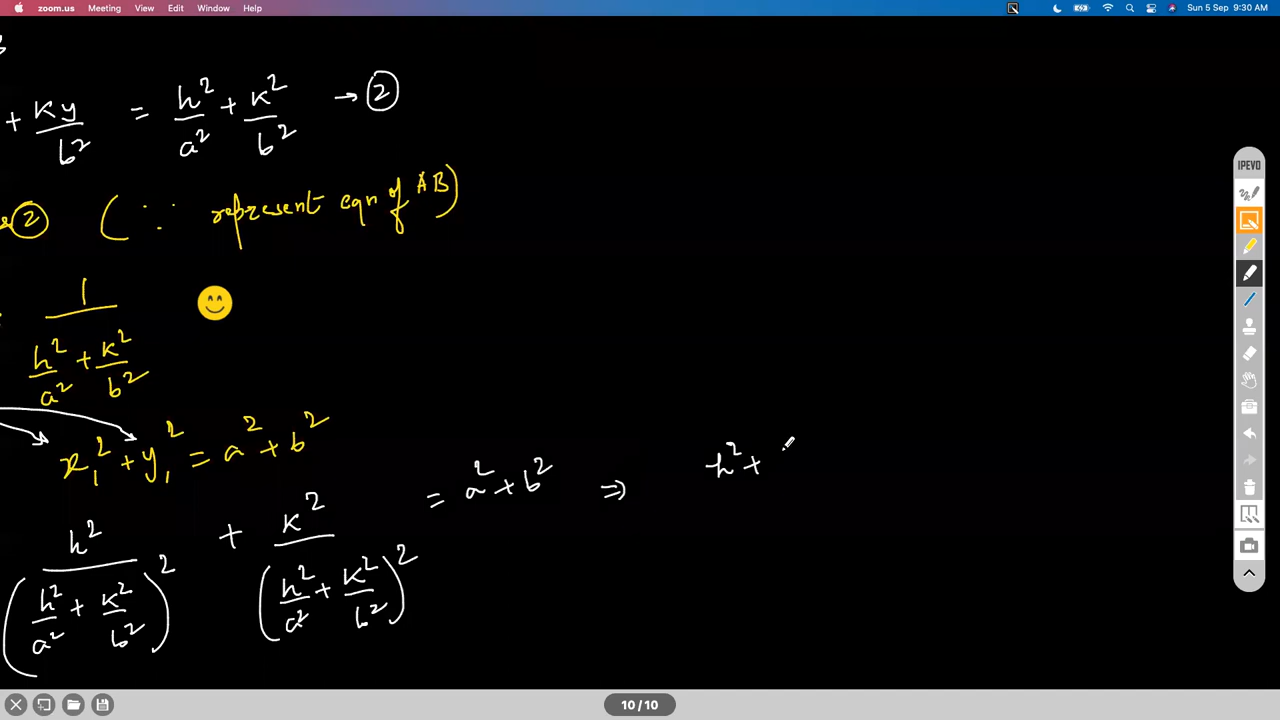 zoom.us Meeting View Edit Window Help Sun 5 Sep 9:30 AM
+ Ky/b² = h²/a² + K²/b² → ②
② (∵ represent eqn of AB)
1/(h²/a² + K²/b²)
x₁² + y₁² = a² + b²
h²/(h²/a² + K²/b²)² + K²/(h²/a² + K²/b²)² = a² + b² ⇒ h² +
IPEVO
10 / 10